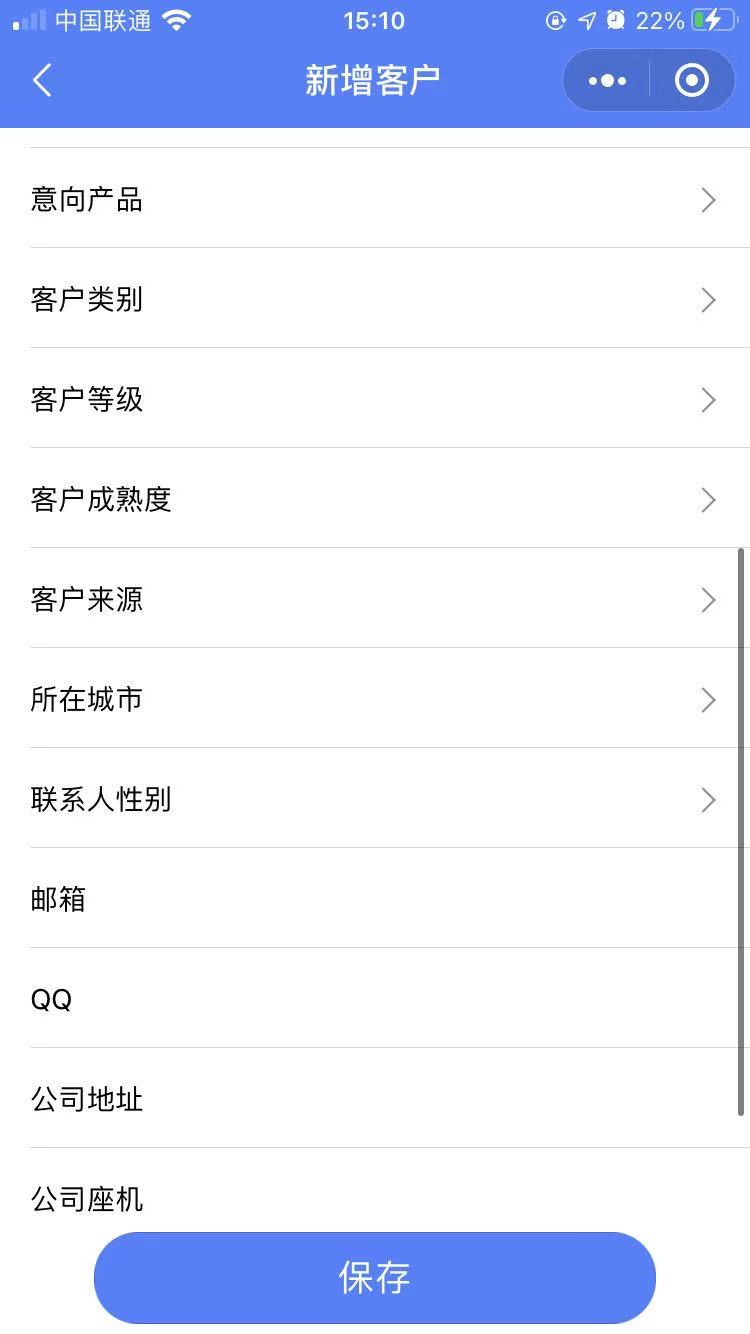 中国联通 15:10 22%
新增客户
意向产品
客户类别
客户等级
客户成熟度
客户来源
所在城市
联系人性别
邮箱
QQ
公司地址
公司座机
保存